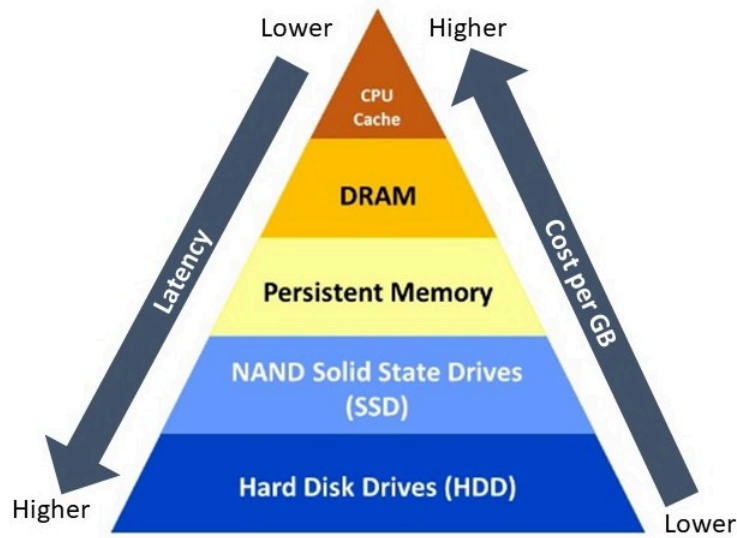 Lower
Higher
CPU
Cache
DRAM
Latency
Cost per GB
Persistent Memory
NAND Solid State Drives
(SSD)
Hard Disk Drives (HDD)
Higher
Lower